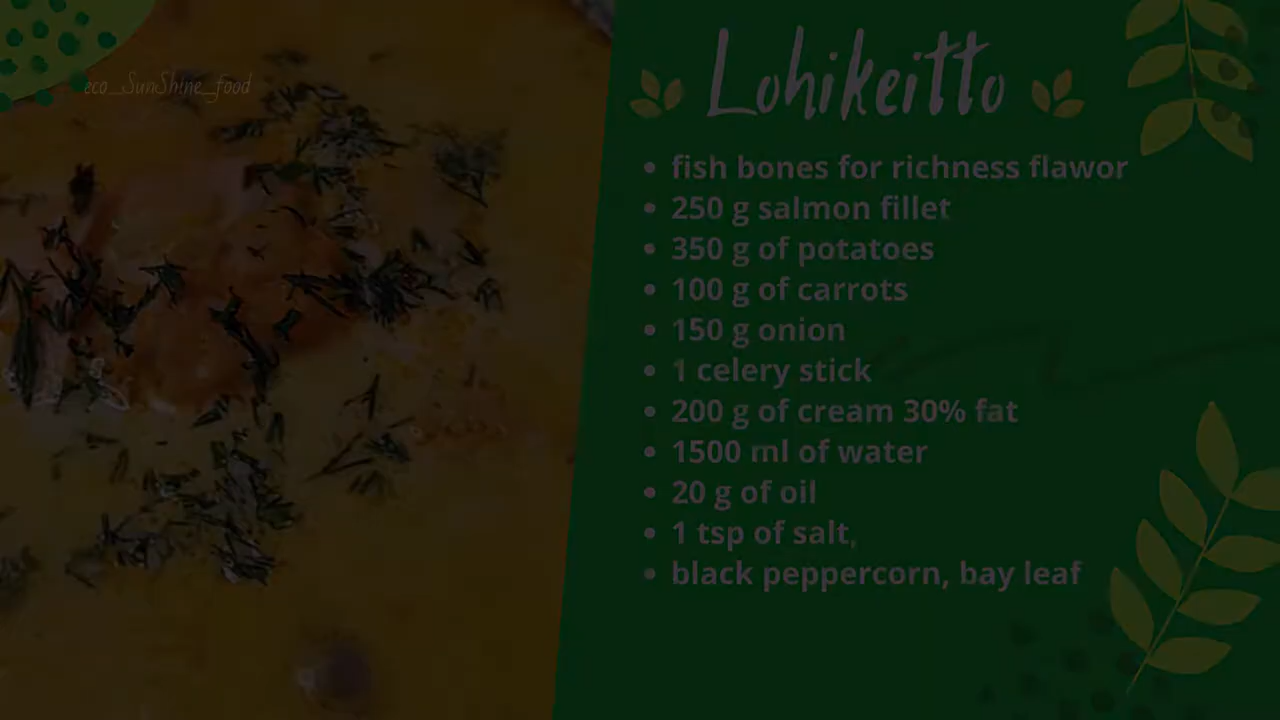 eco_SunShine_food
Lohikeitto
• fish bones for richness flawor
• 250 g salmon fillet
• 350 g of potatoes
• 100 g of carrots
• 150 g onion
• 1 celery stick
• 200 g of cream 30% fat
• 1500 ml of water
• 20 g of oil
• 1 tsp of salt,
• black peppercorn, bay leaf